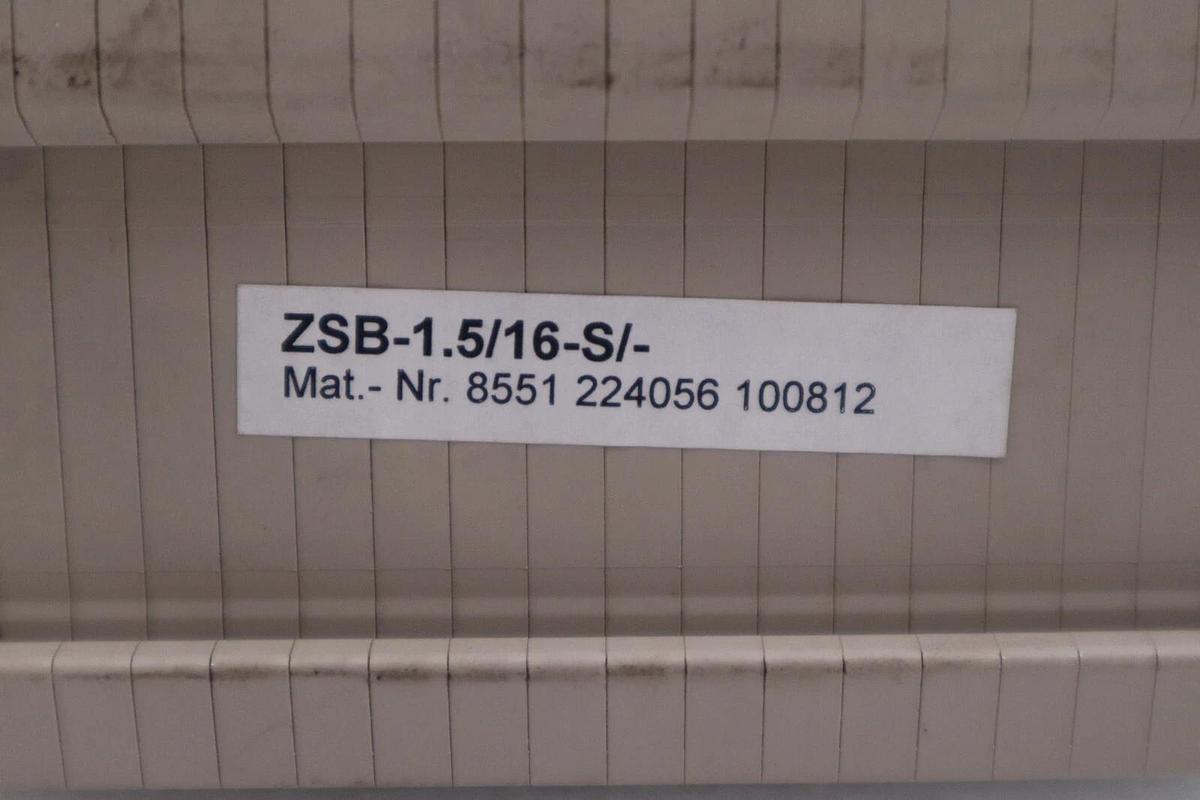 ZSB-1.5/16-S/-
Mat.- Nr. 8551 224056 100812